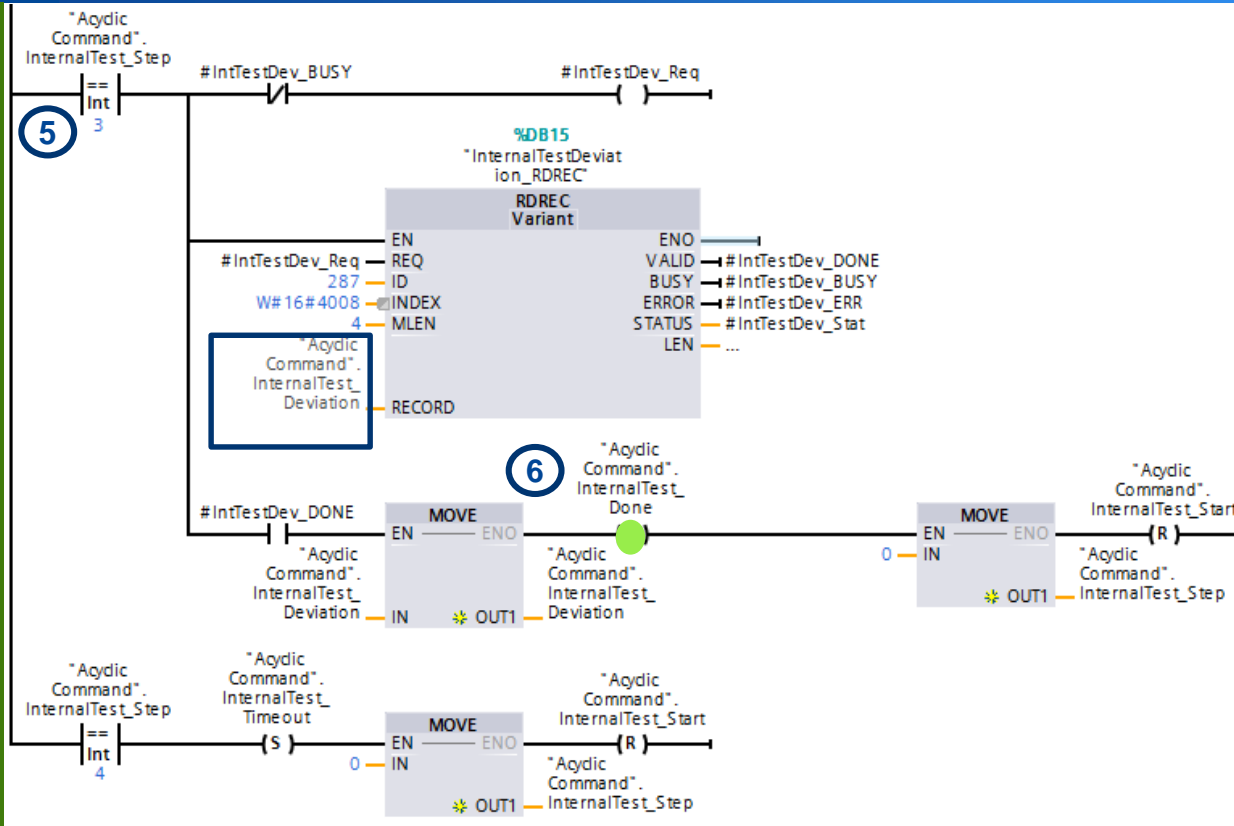 "Acydic
Command".
InternalTest_Step
==
Int
3
5
#IntTestDev_BUSY
#IntTestDev_Req
%DB15
"InternalTestDeviat
ion_RDREC"
RDREC
Variant
EN
ENO
#IntTestDev_Req
REQ
VALID
#IntTestDev_DONE
287
ID
BUSY
#IntTestDev_BUSY
W#16#4008
INDEX
ERROR
#IntTestDev_ERR
4
MLEN
STATUS
#IntTestDev_Stat
LEN
...
"Acydic
Command".
InternalTest_
Deviation
RECORD
6
"Acydic
Command".
InternalTest_
Done
#IntTestDev_DONE
MOVE
EN
ENO
"Acydic
Command".
InternalTest_
Deviation
IN
OUT1
"Acydic
Command".
InternalTest_
Deviation
MOVE
EN
ENO
0
IN
OUT1
"Acydic
Command".
InternalTest_Start
R
"Acydic
Command".
InternalTest_Step
"Acydic
Command".
InternalTest_Step
==
Int
4
"Acydic
Command".
InternalTest_
Timeout
S
MOVE
EN
ENO
0
IN
OUT1
"Acydic
Command".
InternalTest_Start
R
"Acydic
Command".
InternalTest_Step